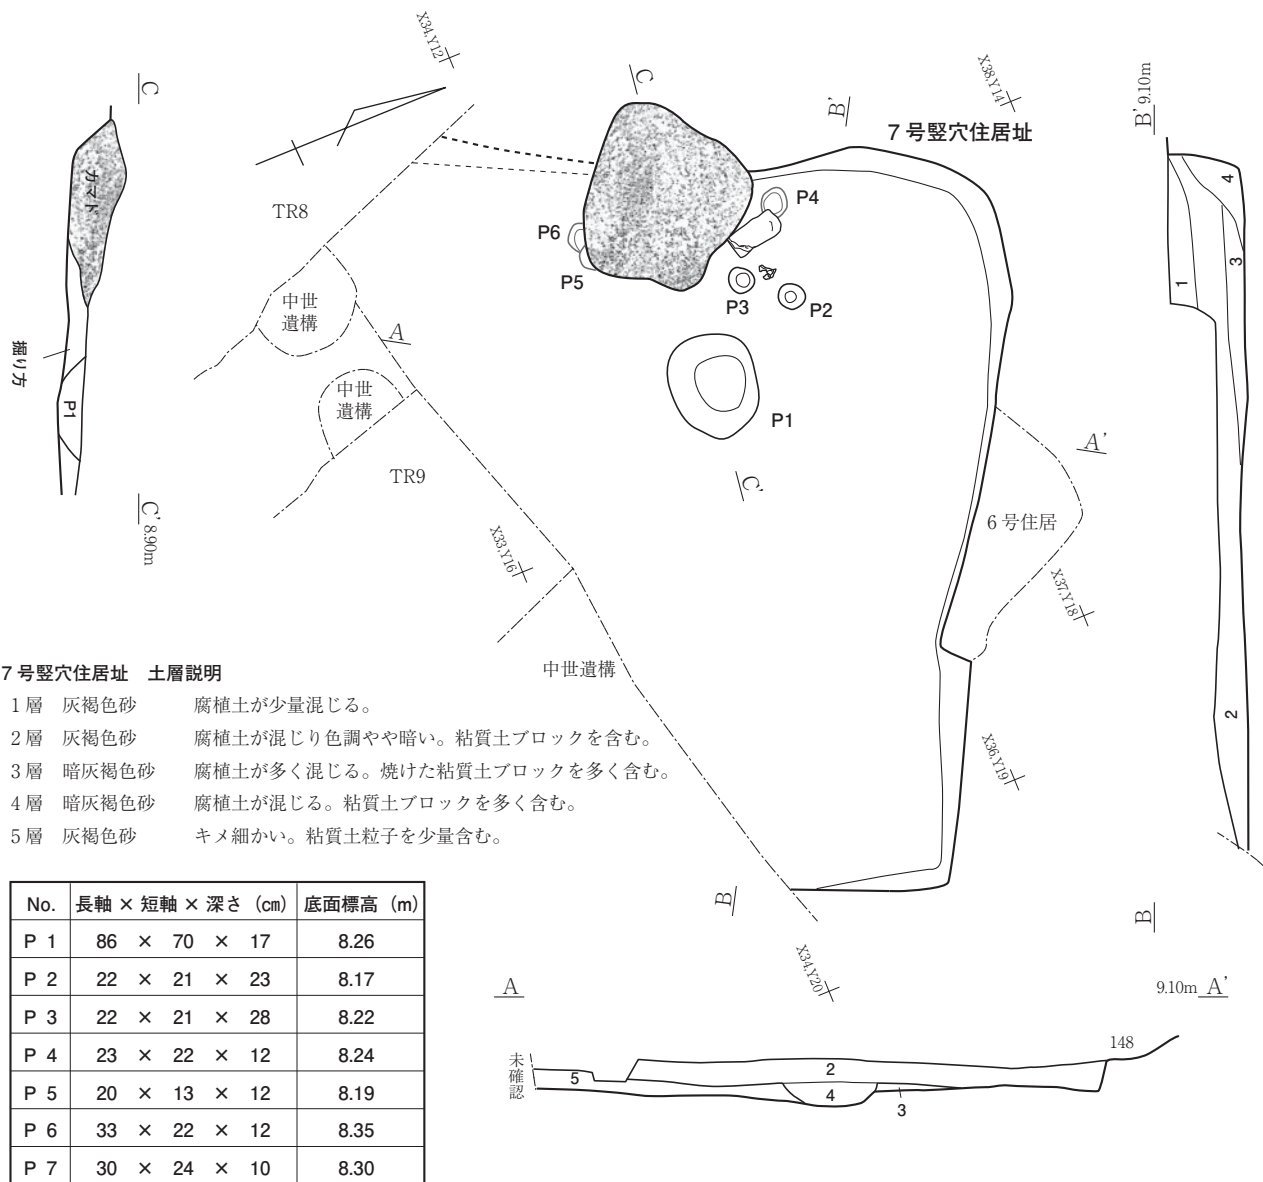 X34,Y12
C
C
B'
X38,Y14
7号竪穴住居址
B' 9.10m
カマド
TR8
P4
P6
P5
P3
P2
中世
遺構
A
中世
遺構
P1
掘り方
P1
TR9
C'
C' 8.90m
A'
6号住居
X33,Y16
X37,Y18
中世遺構
4
3
1
2
7号竪穴住居址 土層説明
1層 灰褐色砂 腐植土が少量混じる。
2層 灰褐色砂 腐植土が混じり色調やや暗い。粘質土ブロックを含む。
3層 暗灰褐色砂 腐植土が多く混じる。焼けた粘質土ブロックを多く含む。
4層 暗灰褐色砂 腐植土が混じる。粘質土ブロックを多く含む。
5層 灰褐色砂 キメ細かい。粘質土粒子を少量含む。
X36,Y19
B
B
X34,Y20
No. 長軸 × 短軸 × 深さ (㎝) 底面標高 (m)
P 1 86 × 70 × 17 8.26
P 2 22 × 21 × 23 8.17
P 3 22 × 21 × 28 8.22
P 4 23 × 22 × 12 8.24
P 5 20 × 13 × 12 8.19
P 6 33 × 22 × 12 8.35
P 7 30 × 24 × 10 8.30
A
9.10m A'
未確認
148
5
2
4
3